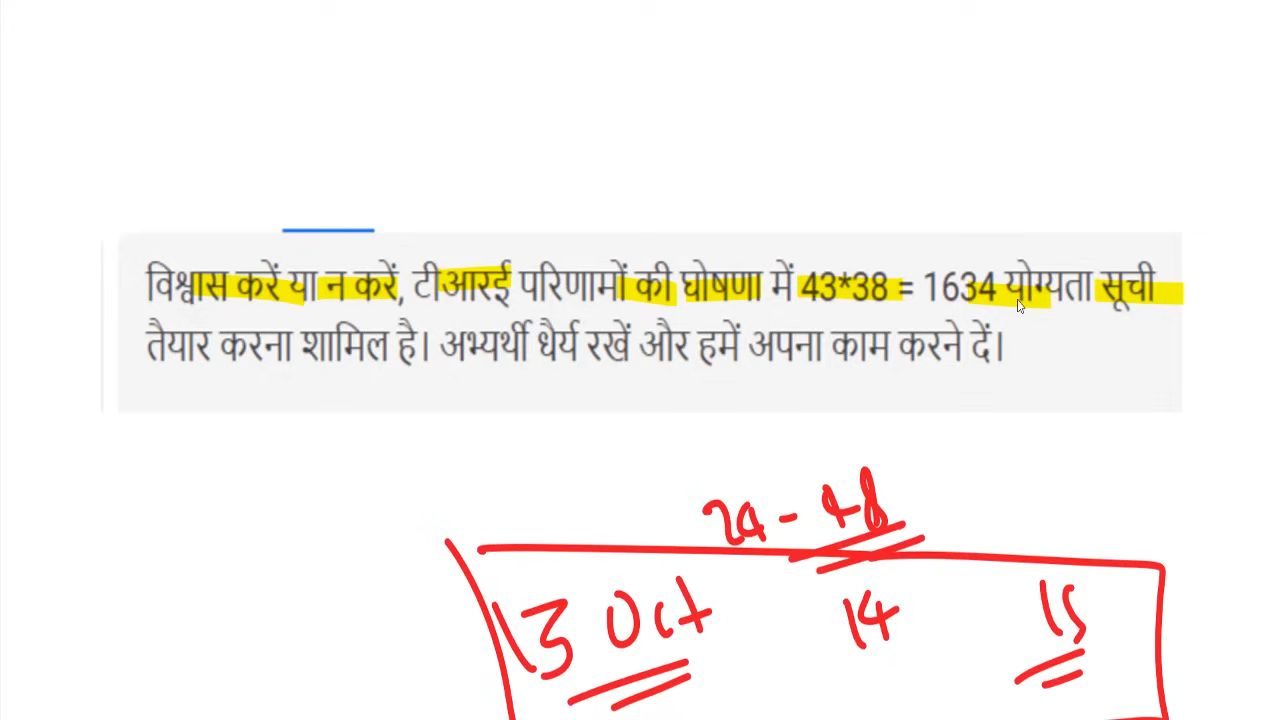 विश्वास करें या न करें, टीआरई परिणामों की घोषणा में 43*38 = 1634 योग्यता सूची
तैयार करना शामिल है। अभ्यर्थी धैर्य रखें और हमें अपना काम करने दें।
24 - 48
13 Oct 14 15